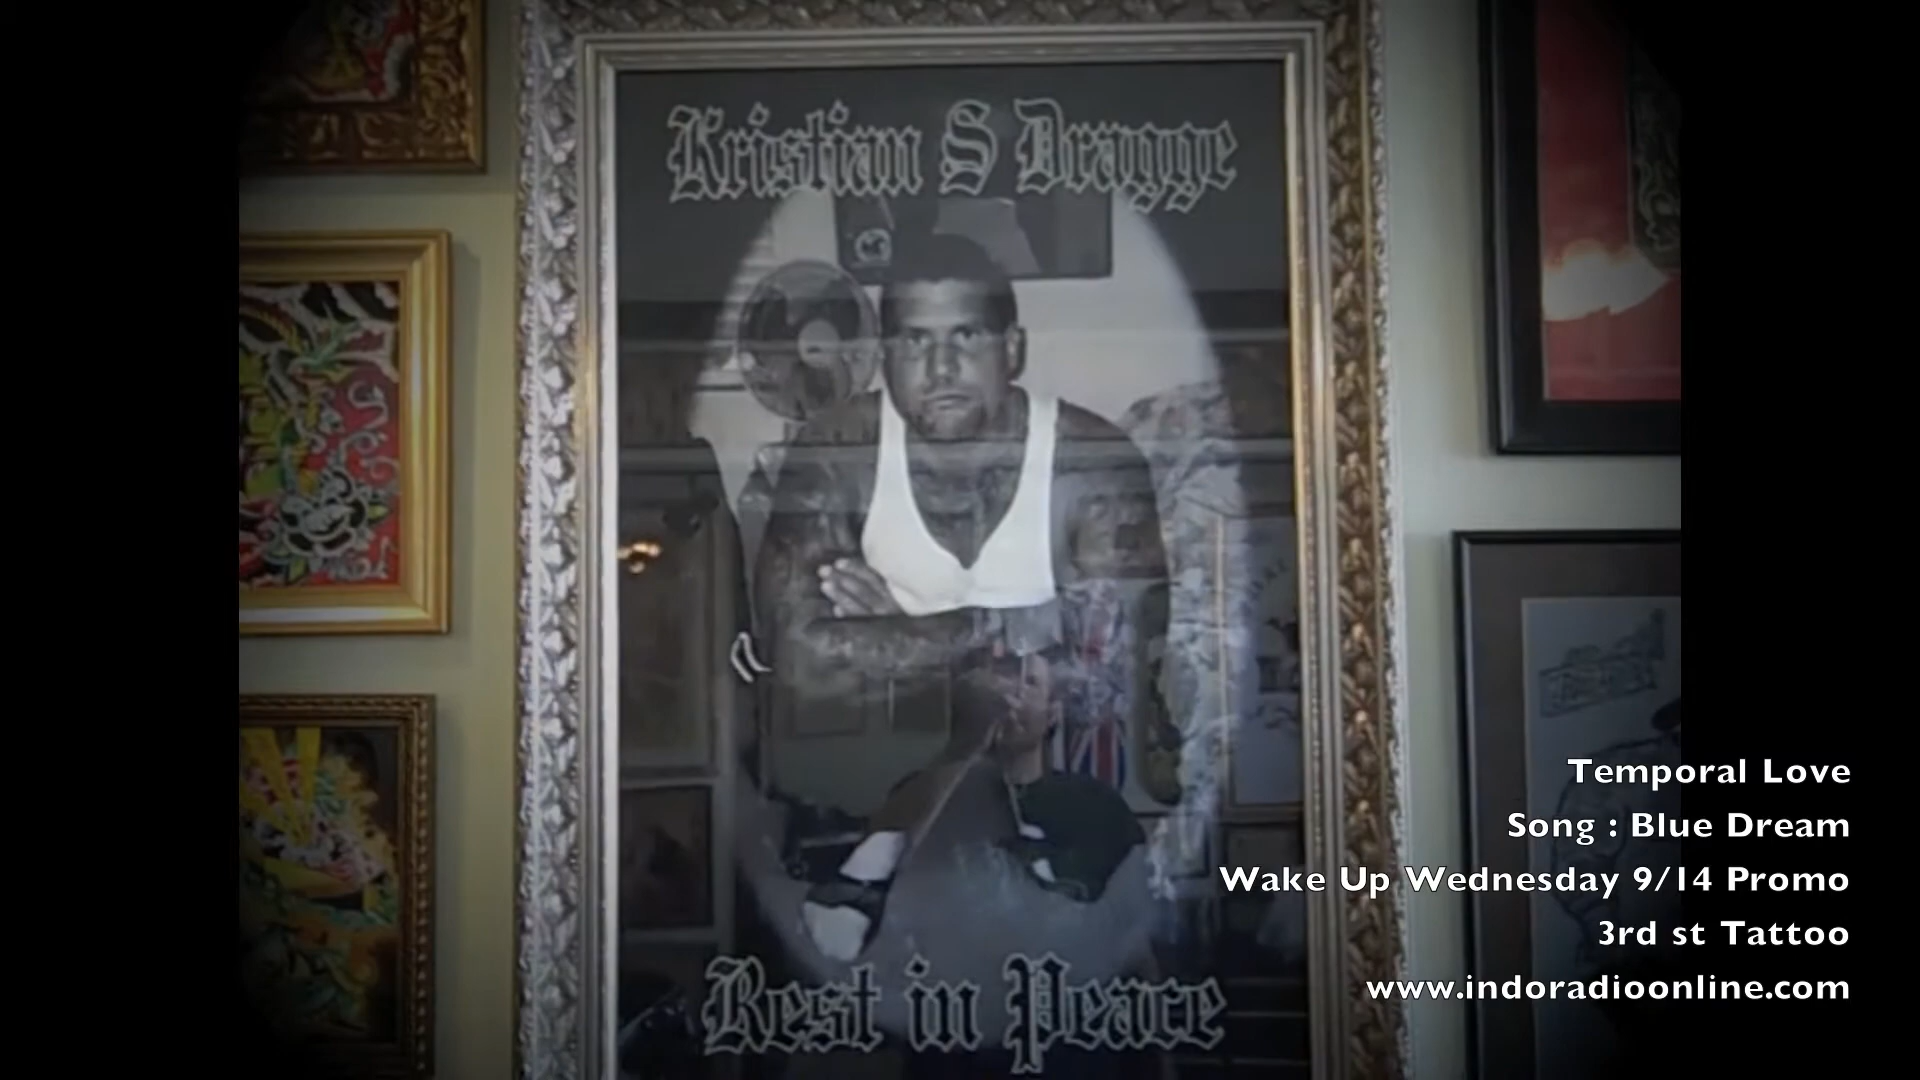 Kristian S Dragge
Rest in Peace
Temporal Love
Song : Blue Dream
Wake Up Wednesday 9/14 Promo
3rd st Tattoo
www.indoradioonline.com